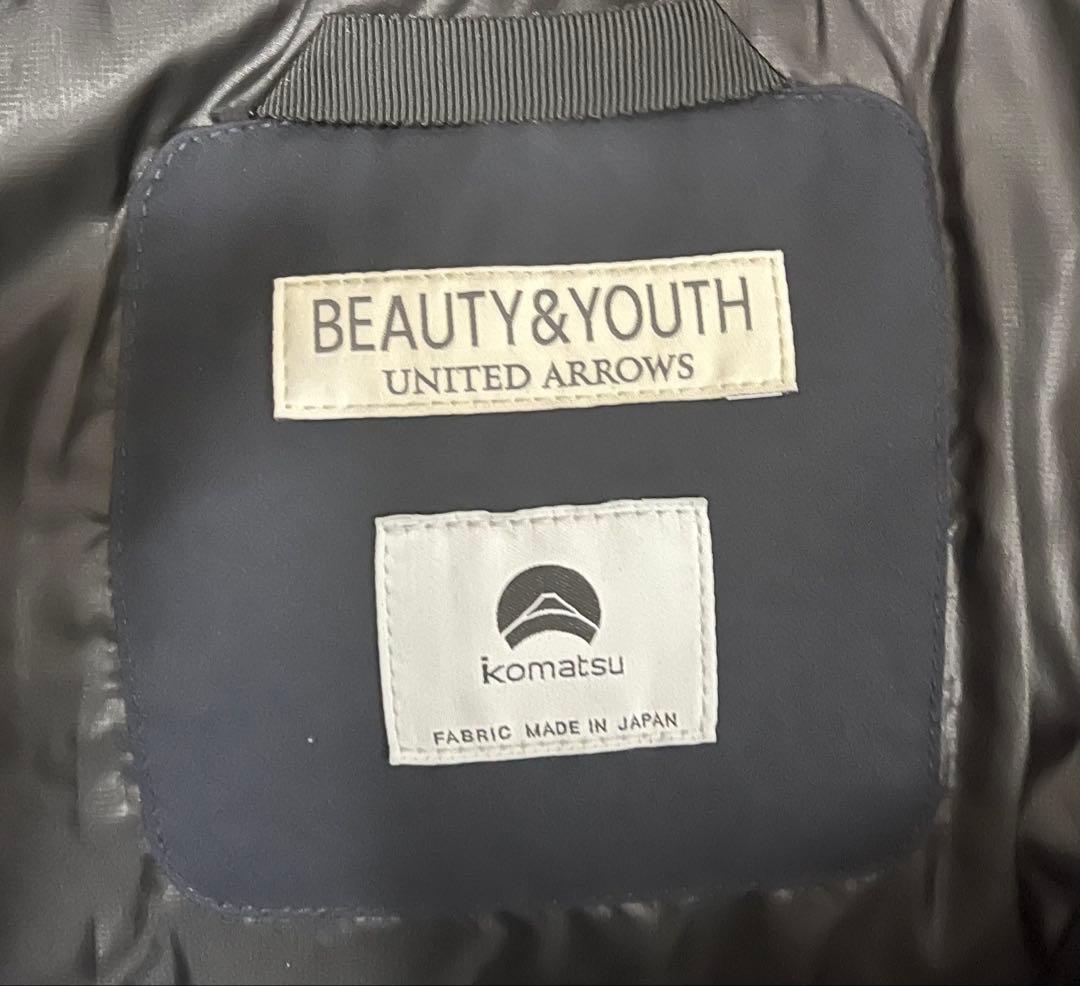 BEAUTY&YOUTH
UNITED ARROWS
komatsu
FABRIC MADE IN JAPAN